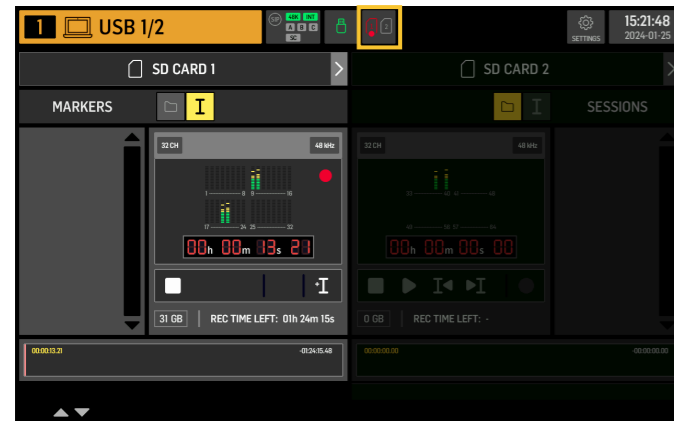 1 USB 1/2
SRP 48K INT
A B C
SC
2
SETTINGS
15:21:48
2024-01-25
SD CARD 1 >
SD CARD 2 >
MARKERS
SESSIONS
32 CH 48 kHz
1 8 9 16
17 24 25 32
00h 00m 13s 21
31 GB REC TIME LEFT: 01h 24m 15s
32 CH 48 kHz
00h 00m 00s 00
0 GB REC TIME LEFT: -
00:00:13.21 -01:24:15.48
00:00:00.00 -00:00:00.00